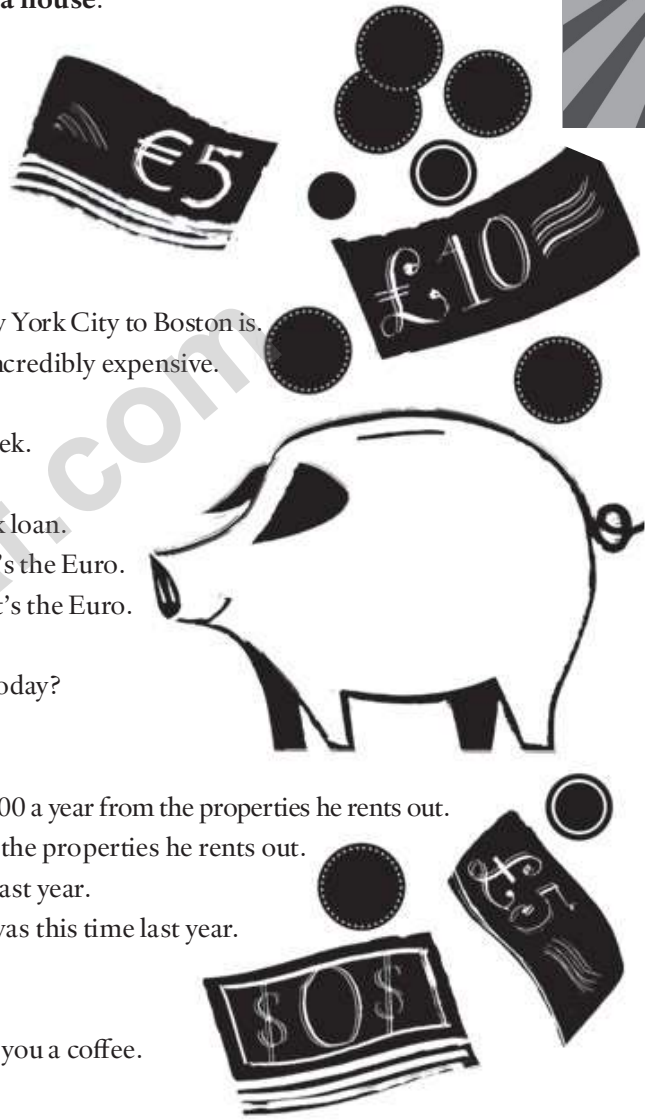 a house.
€5
£10
York City to Boston is.
ncredibly expensive.
ek.
loan.
's the Euro.
t's the Euro.
oday?
00 a year from the properties he rents out.
the properties he rents out.
ast year.
was this time last year.
£5
$0$
you a coffee.
.com